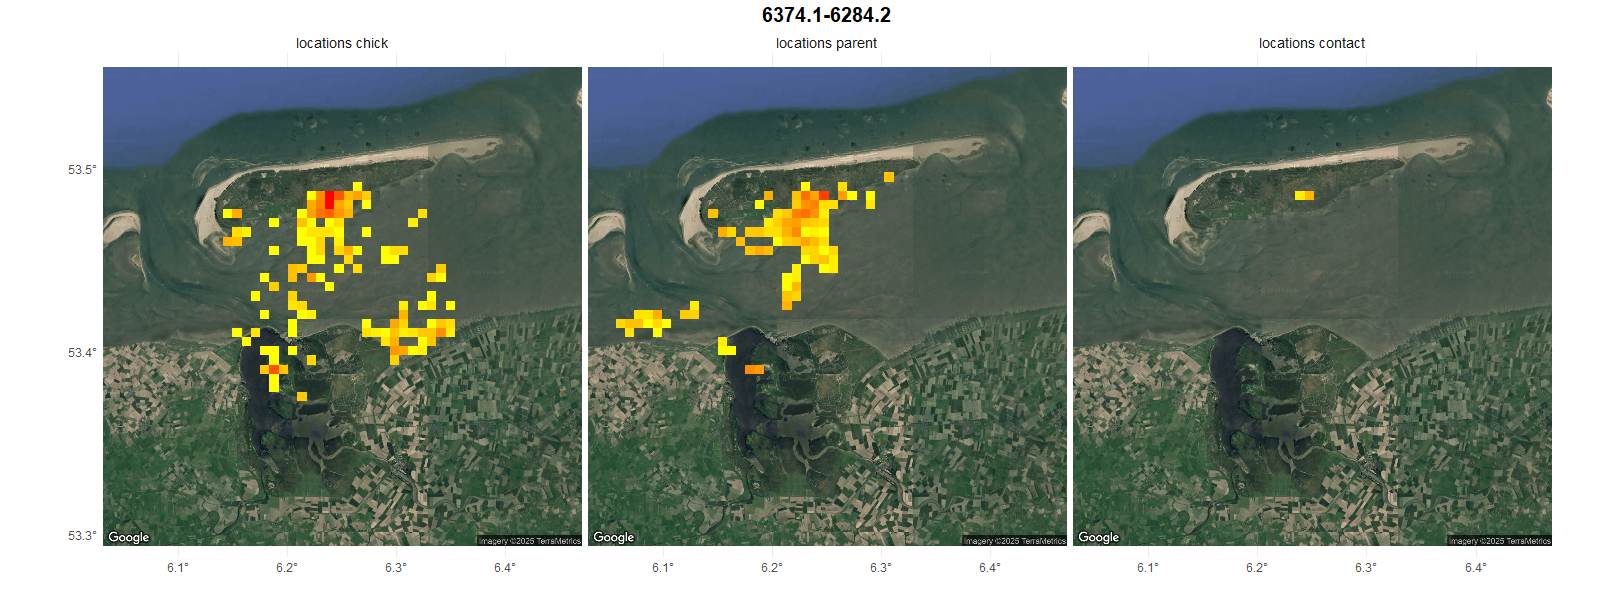 6374.1-6284.2
locations chick
locations parent
locations contact
53.5°
53.4°
53.3°
Google
Imagery ©2025 TerraMetrics
Google
Imagery ©2025 TerraMetrics
Google
Imagery ©2025 TerraMetrics
6.1°
6.2°
6.3°
6.4°
6.1°
6.2°
6.3°
6.4°
6.1°
6.2°
6.3°
6.4°